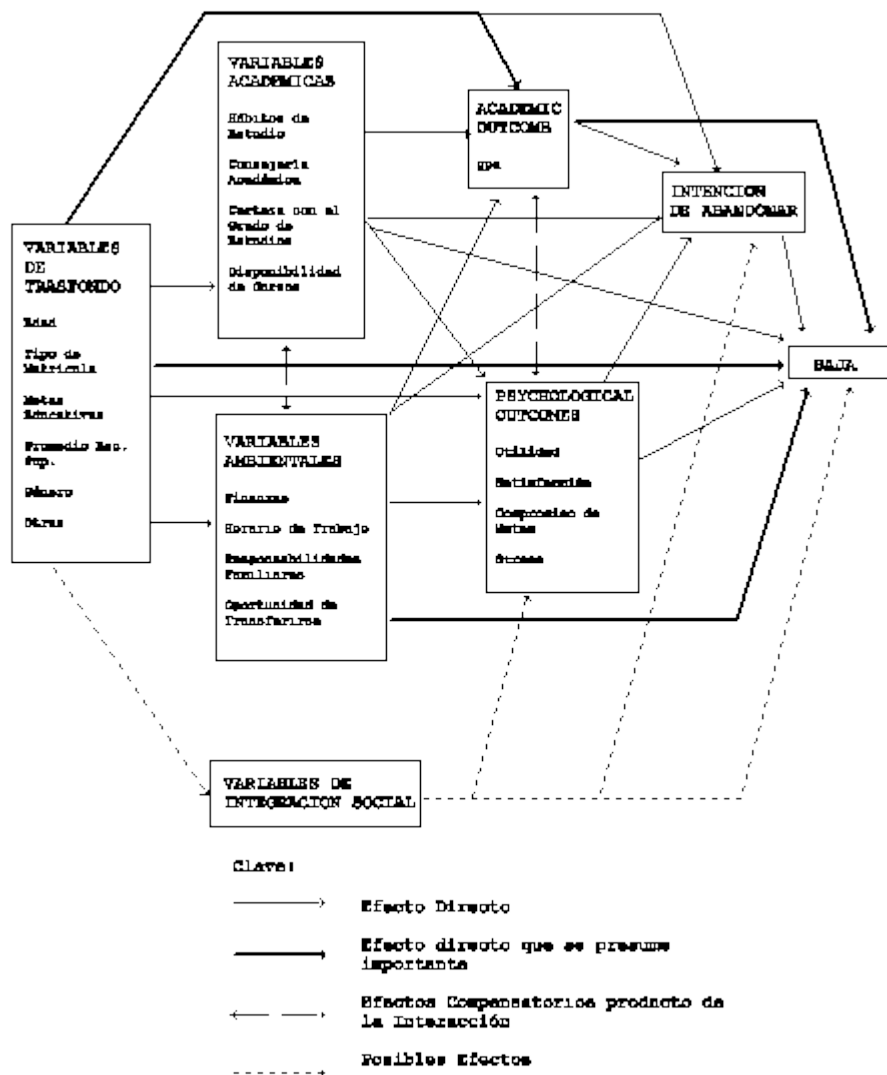 VARIABLES
ACADEMICAS
Hábitos de
Estudio
Consejería
Académica
Certeza con el
Grado de
Estudios
Disponibilidad
de Cursos
ACADEMIC
OUTCOME
gpa
INTENCION
DE ABANDONAR
VARIABLES
DE
TRASFONDO
Edad
Tipo de
Matrícula
Metas
Educativas
Promedio Esc.
Sup.
Género
Otras
BAJA
VARIABLES
AMBIENTALES
Finanzas
Horario de Trabajo
Responsabilidades
Familiares
Oportunidad de
Transferirse
PSYCHOLOGICAL
OUTCOMES
Utilidad
Satisfacción
Compromiso de
Metas
Stress
VARIABLES DE
INTEGRACION SOCIAL
Clave:
Efecto Directo
Efecto directo que se presume
importante
Efectos Compensatorios producto de
la Interacción
Posibles Efectos